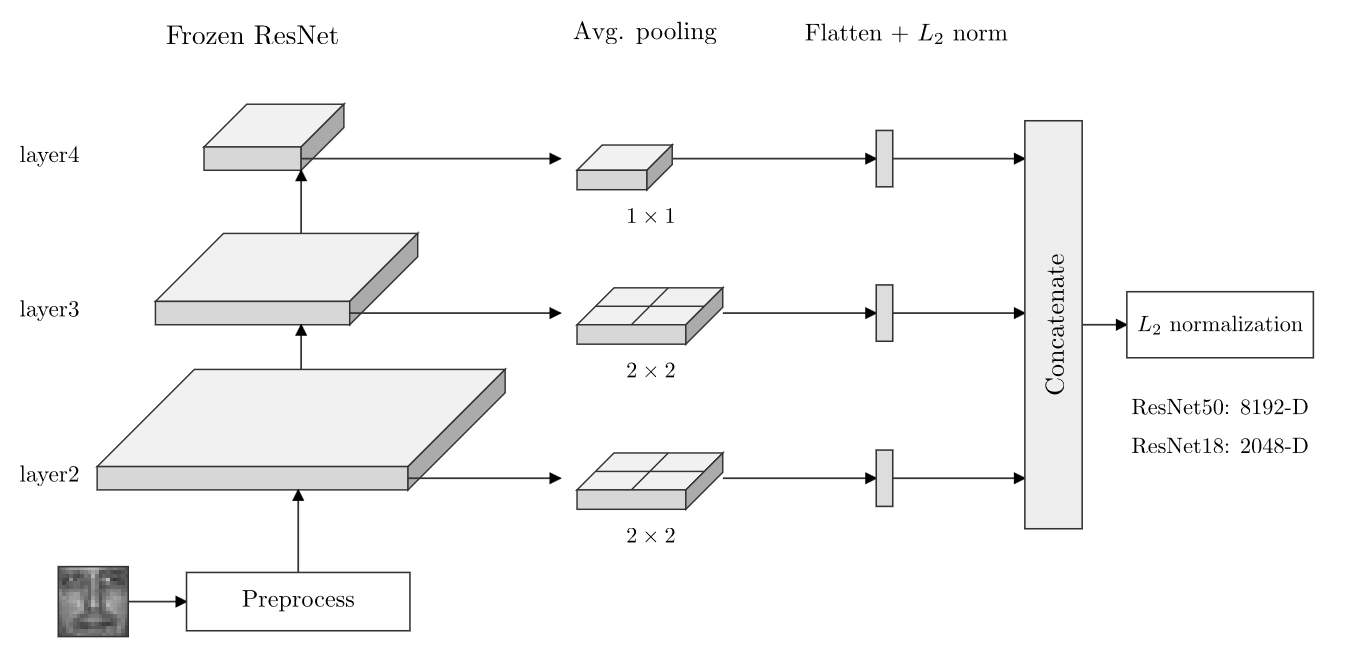 Frozen ResNet
Avg. pooling
Flatten + L₂ norm
layer4
1 × 1
layer3
2 × 2
layer2
2 × 2
Preprocess
Concatenate
L₂ normalization
ResNet50: 8192-D
ResNet18: 2048-D